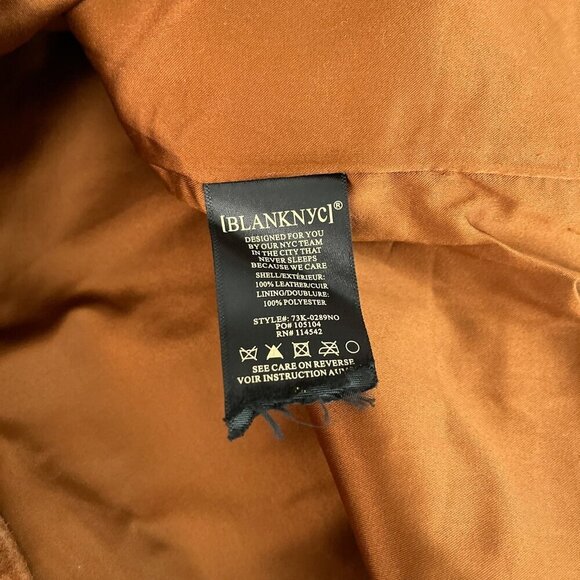 [BLANKNYC]®
DESIGNED FOR YOU
BY OUR NYC TEAM
IN THE CITY THAT
NEVER SLEEPS
BECAUSE WE CARE
SHELL/EXTÉRIEUR:
100% LEATHER/CUIR
LINING/DOUBLURE:
100% POLYESTER
STYLE#: 73K-0289NO
PO# 105104
RN# 114542
SEE CARE ON REVERSE
VOIR INSTRUCTION